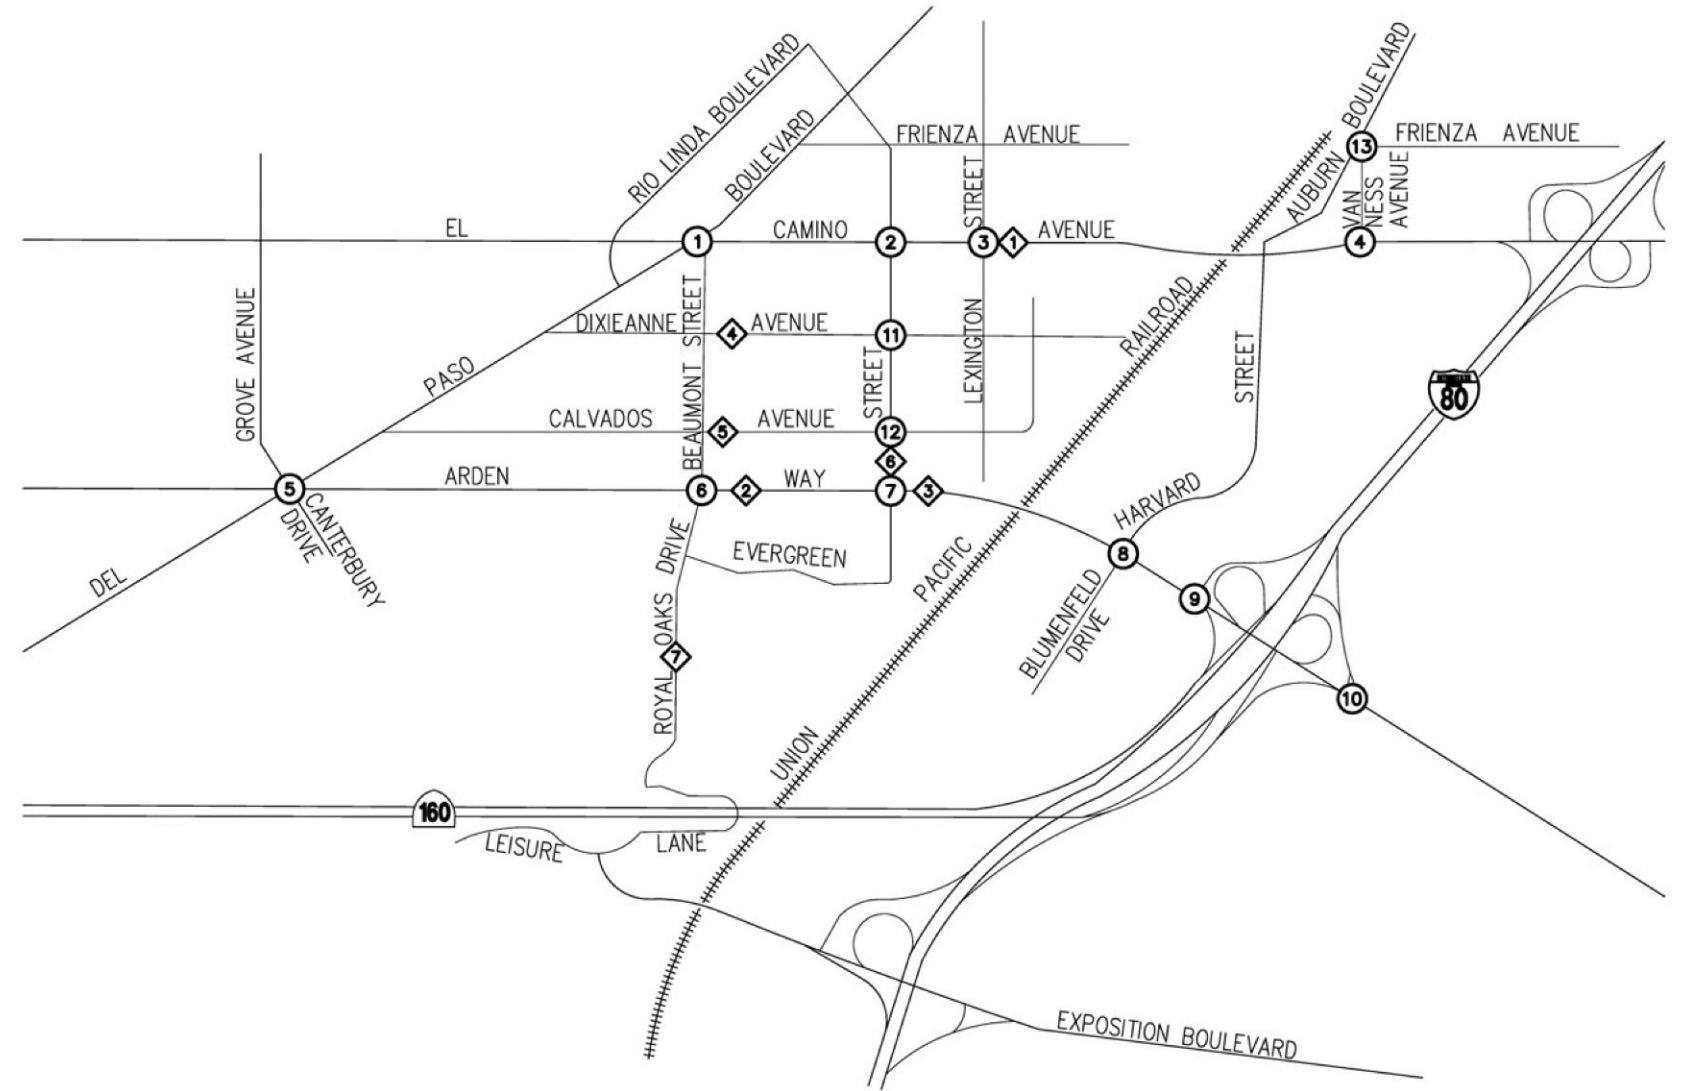 RIO LINDA BOULEVARD
BOULEVARD
BOULEVARD
FRIENZA AVENUE
13
FRIENZA AVENUE
STREET
AUBURN
VAN
NESS
AVENUE
EL
1
CAMINO
2
3
1
AVENUE
4
GROVE AVENUE
BEAUMONT STREET
DIXIEANNE
4
AVENUE
11
STREET
LEXINGTON
RAILROAD
STREET
PASO
80
CALVADOS
5
AVENUE
12
6
5
ARDEN
6
2
WAY
7
3
HARVARD
CANTERBURY
DRIVE
8
EVERGREEN
DEL
ROYAL OAKS DRIVE
7
PACIFIC
BLUMENFELD
DRIVE
9
10
UNION
160
LEISURE
LANE
EXPOSITION BOULEVARD